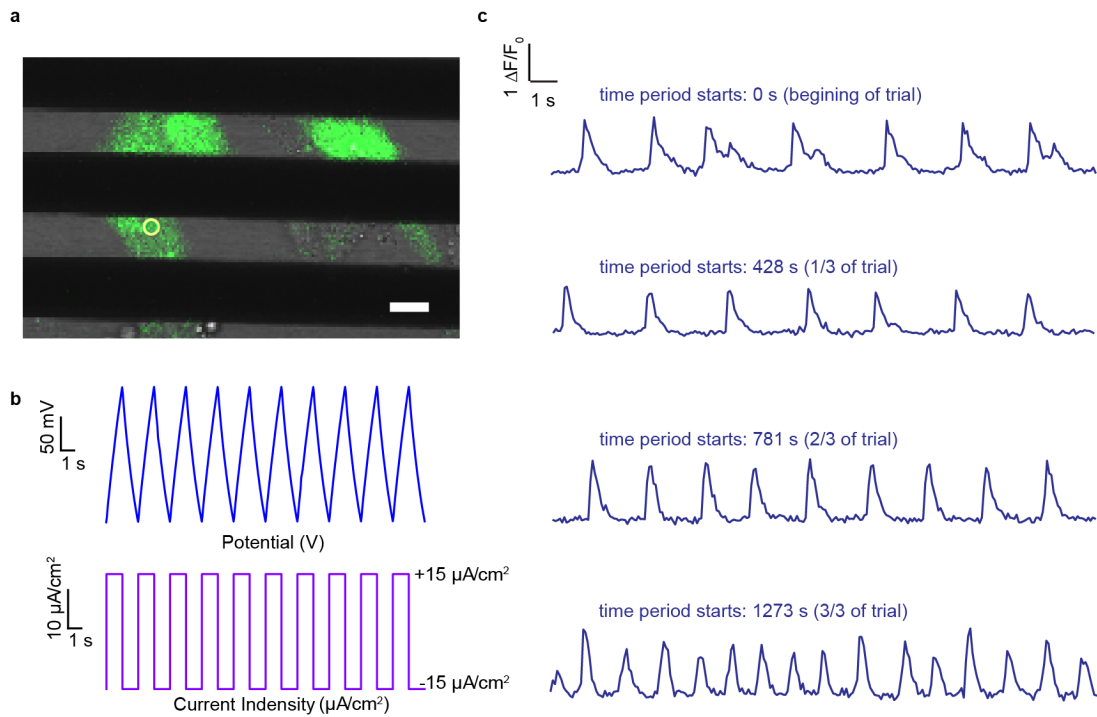 a
b
50 mV
1 s
Potential (V)
10 µA/cm²
1 s
+15 µA/cm²
-15 µA/cm²
Current Indensity (µA/cm²)
c
1 ΔF/F₀
1 s
time period starts: 0 s (begining of trial)
time period starts: 428 s (1/3 of trial)
time period starts: 781 s (2/3 of trial)
time period starts: 1273 s (3/3 of trial)